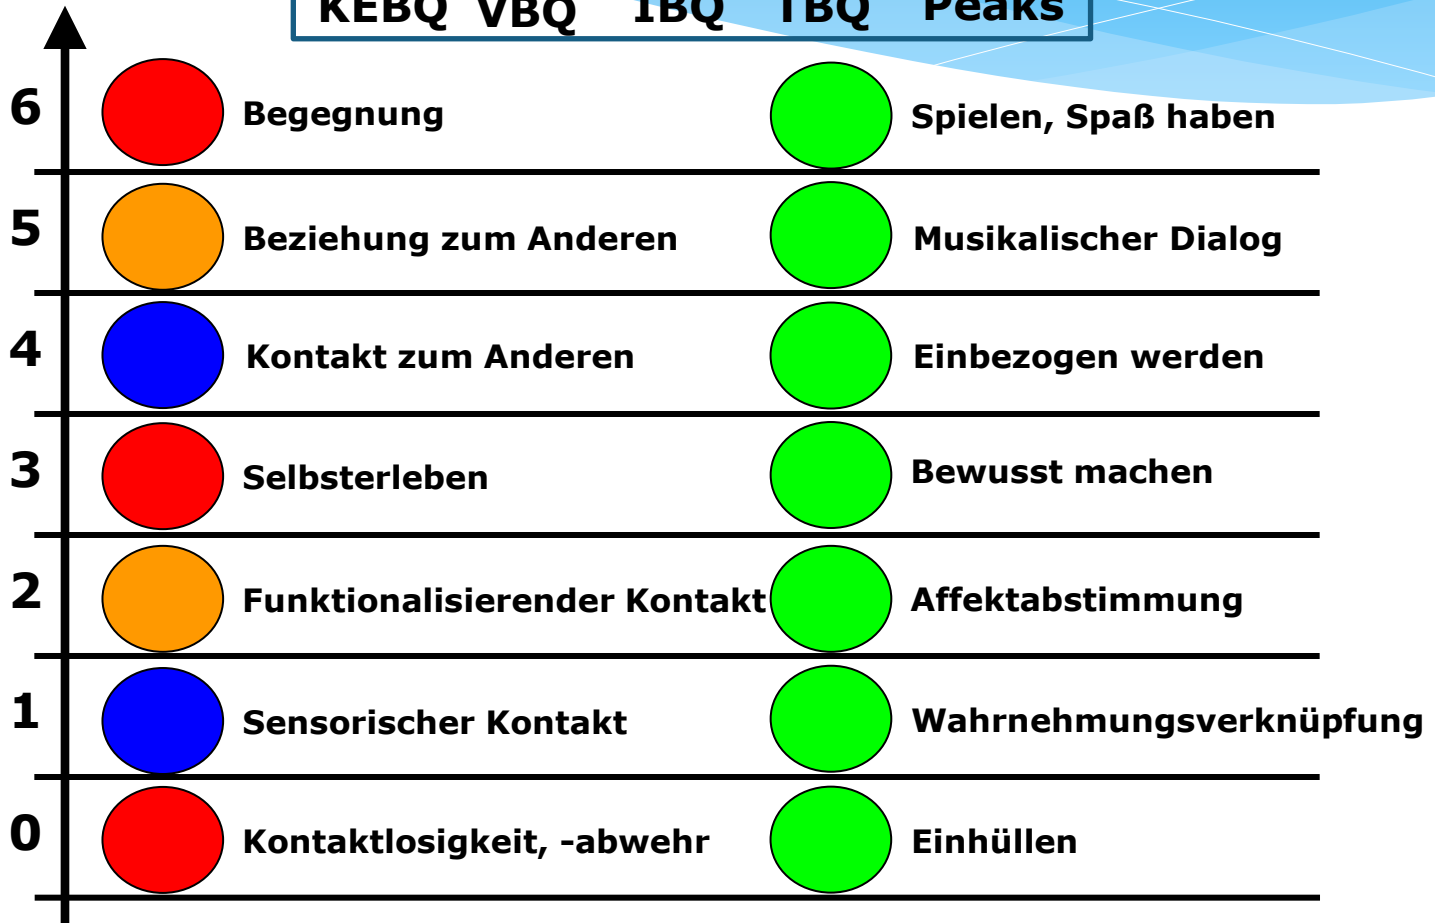 KEBQ VBQ IBQ TBQ Peaks
6 Begegnung Spielen, Spaß haben
5 Beziehung zum Anderen Musikalischer Dialog
4 Kontakt zum Anderen Einbezogen werden
3 Selbsterleben Bewusst machen
2 Funktionalisierender Kontakt Affektabstimmung
1 Sensorischer Kontakt Wahrnehmungsverknüpfung
0 Kontaktlosigkeit, -abwehr Einhüllen